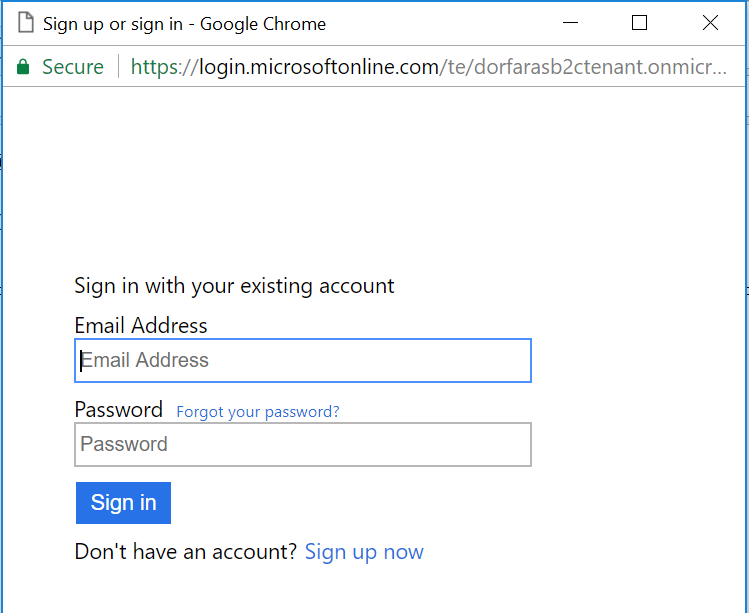 Sign up or sign in - Google Chrome
Secure https://login.microsoftonline.com/te/dorfarasb2ctenant.onmicr...
Sign in with your existing account
Email Address
Email Address
Password Forgot your password?
Password
Sign in
Don't have an account? Sign up now